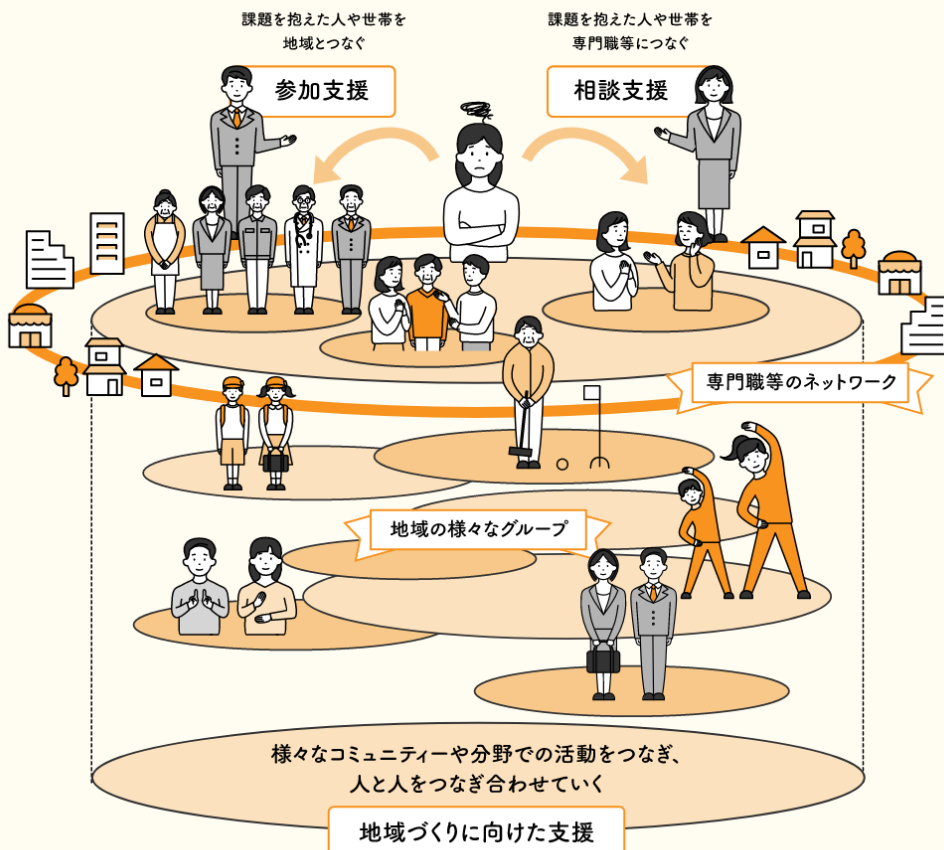 課題を抱えた人や世帯を
地域とつなぐ
参加支援
課題を抱えた人や世帯を
専門職等につなぐ
相談支援
専門職等のネットワーク
地域の様々なグループ
様々なコミュニティーや分野での活動をつなぎ、
人と人をつなぎ合わせていく
地域づくりに向けた支援